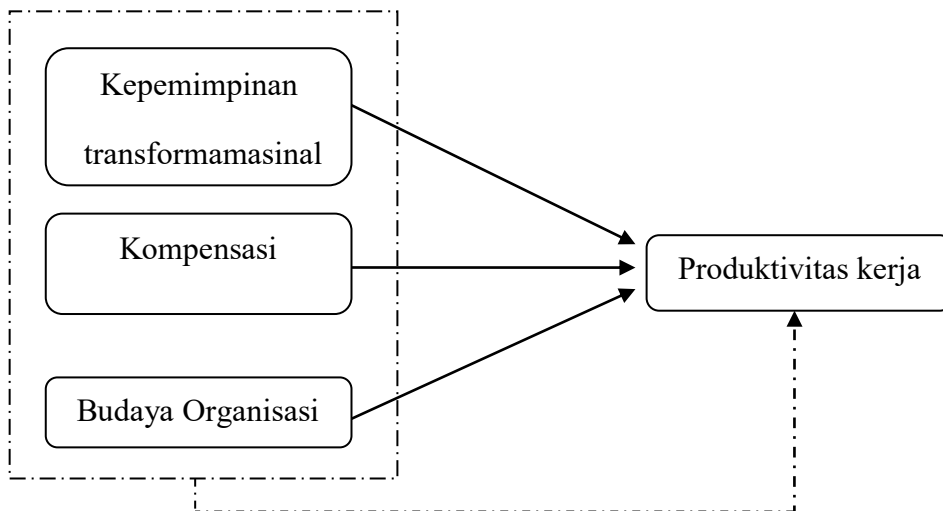 Kepemimpinan
transformamasinal
Kompensasi
Produktivitas kerja
Budaya Organisasi